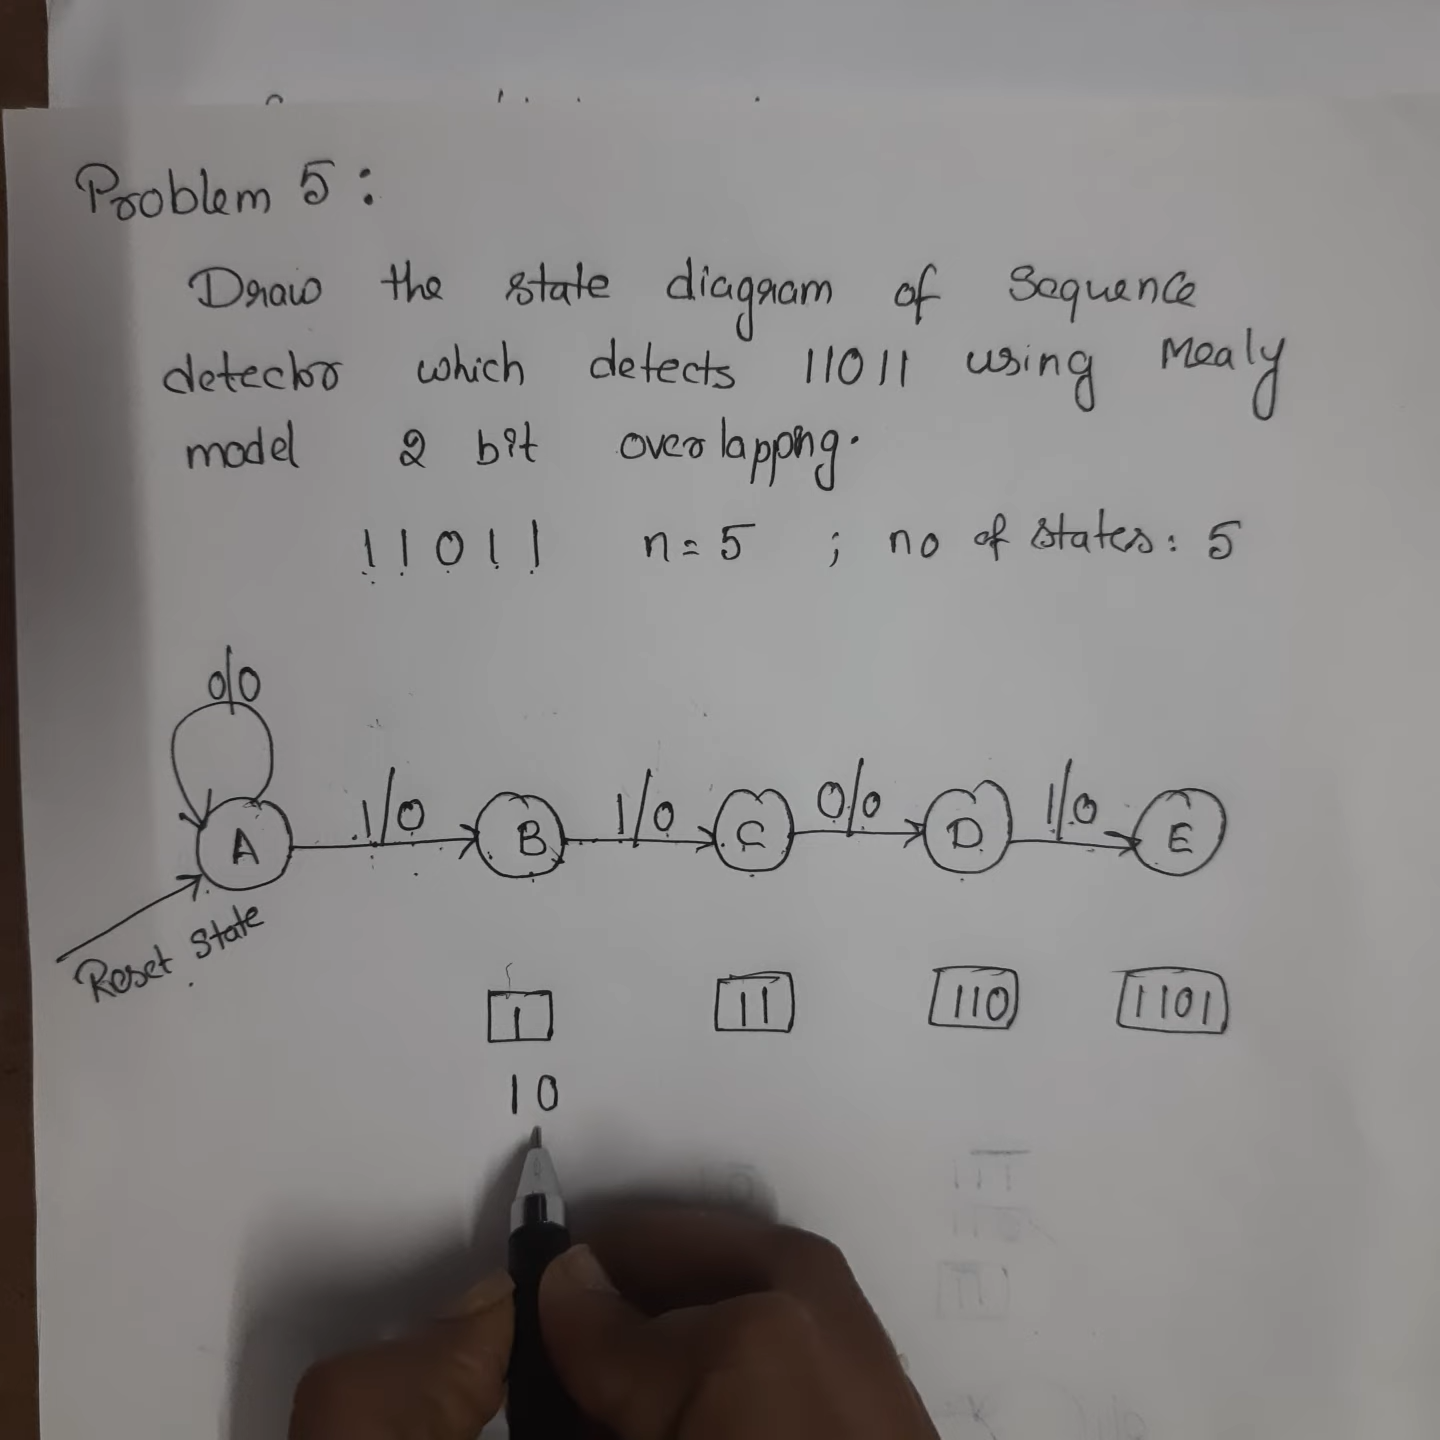 Problem 5:
Draw the state diagram of Sequence
detector which detects 11011 using Mealy
model 2 bit overlappng.
11011 n = 5 ; no of states: 5
0/0
A 1/0 B 1/0 C 0/0 D 1/0 E
Reset State
1 11 110 1101
10